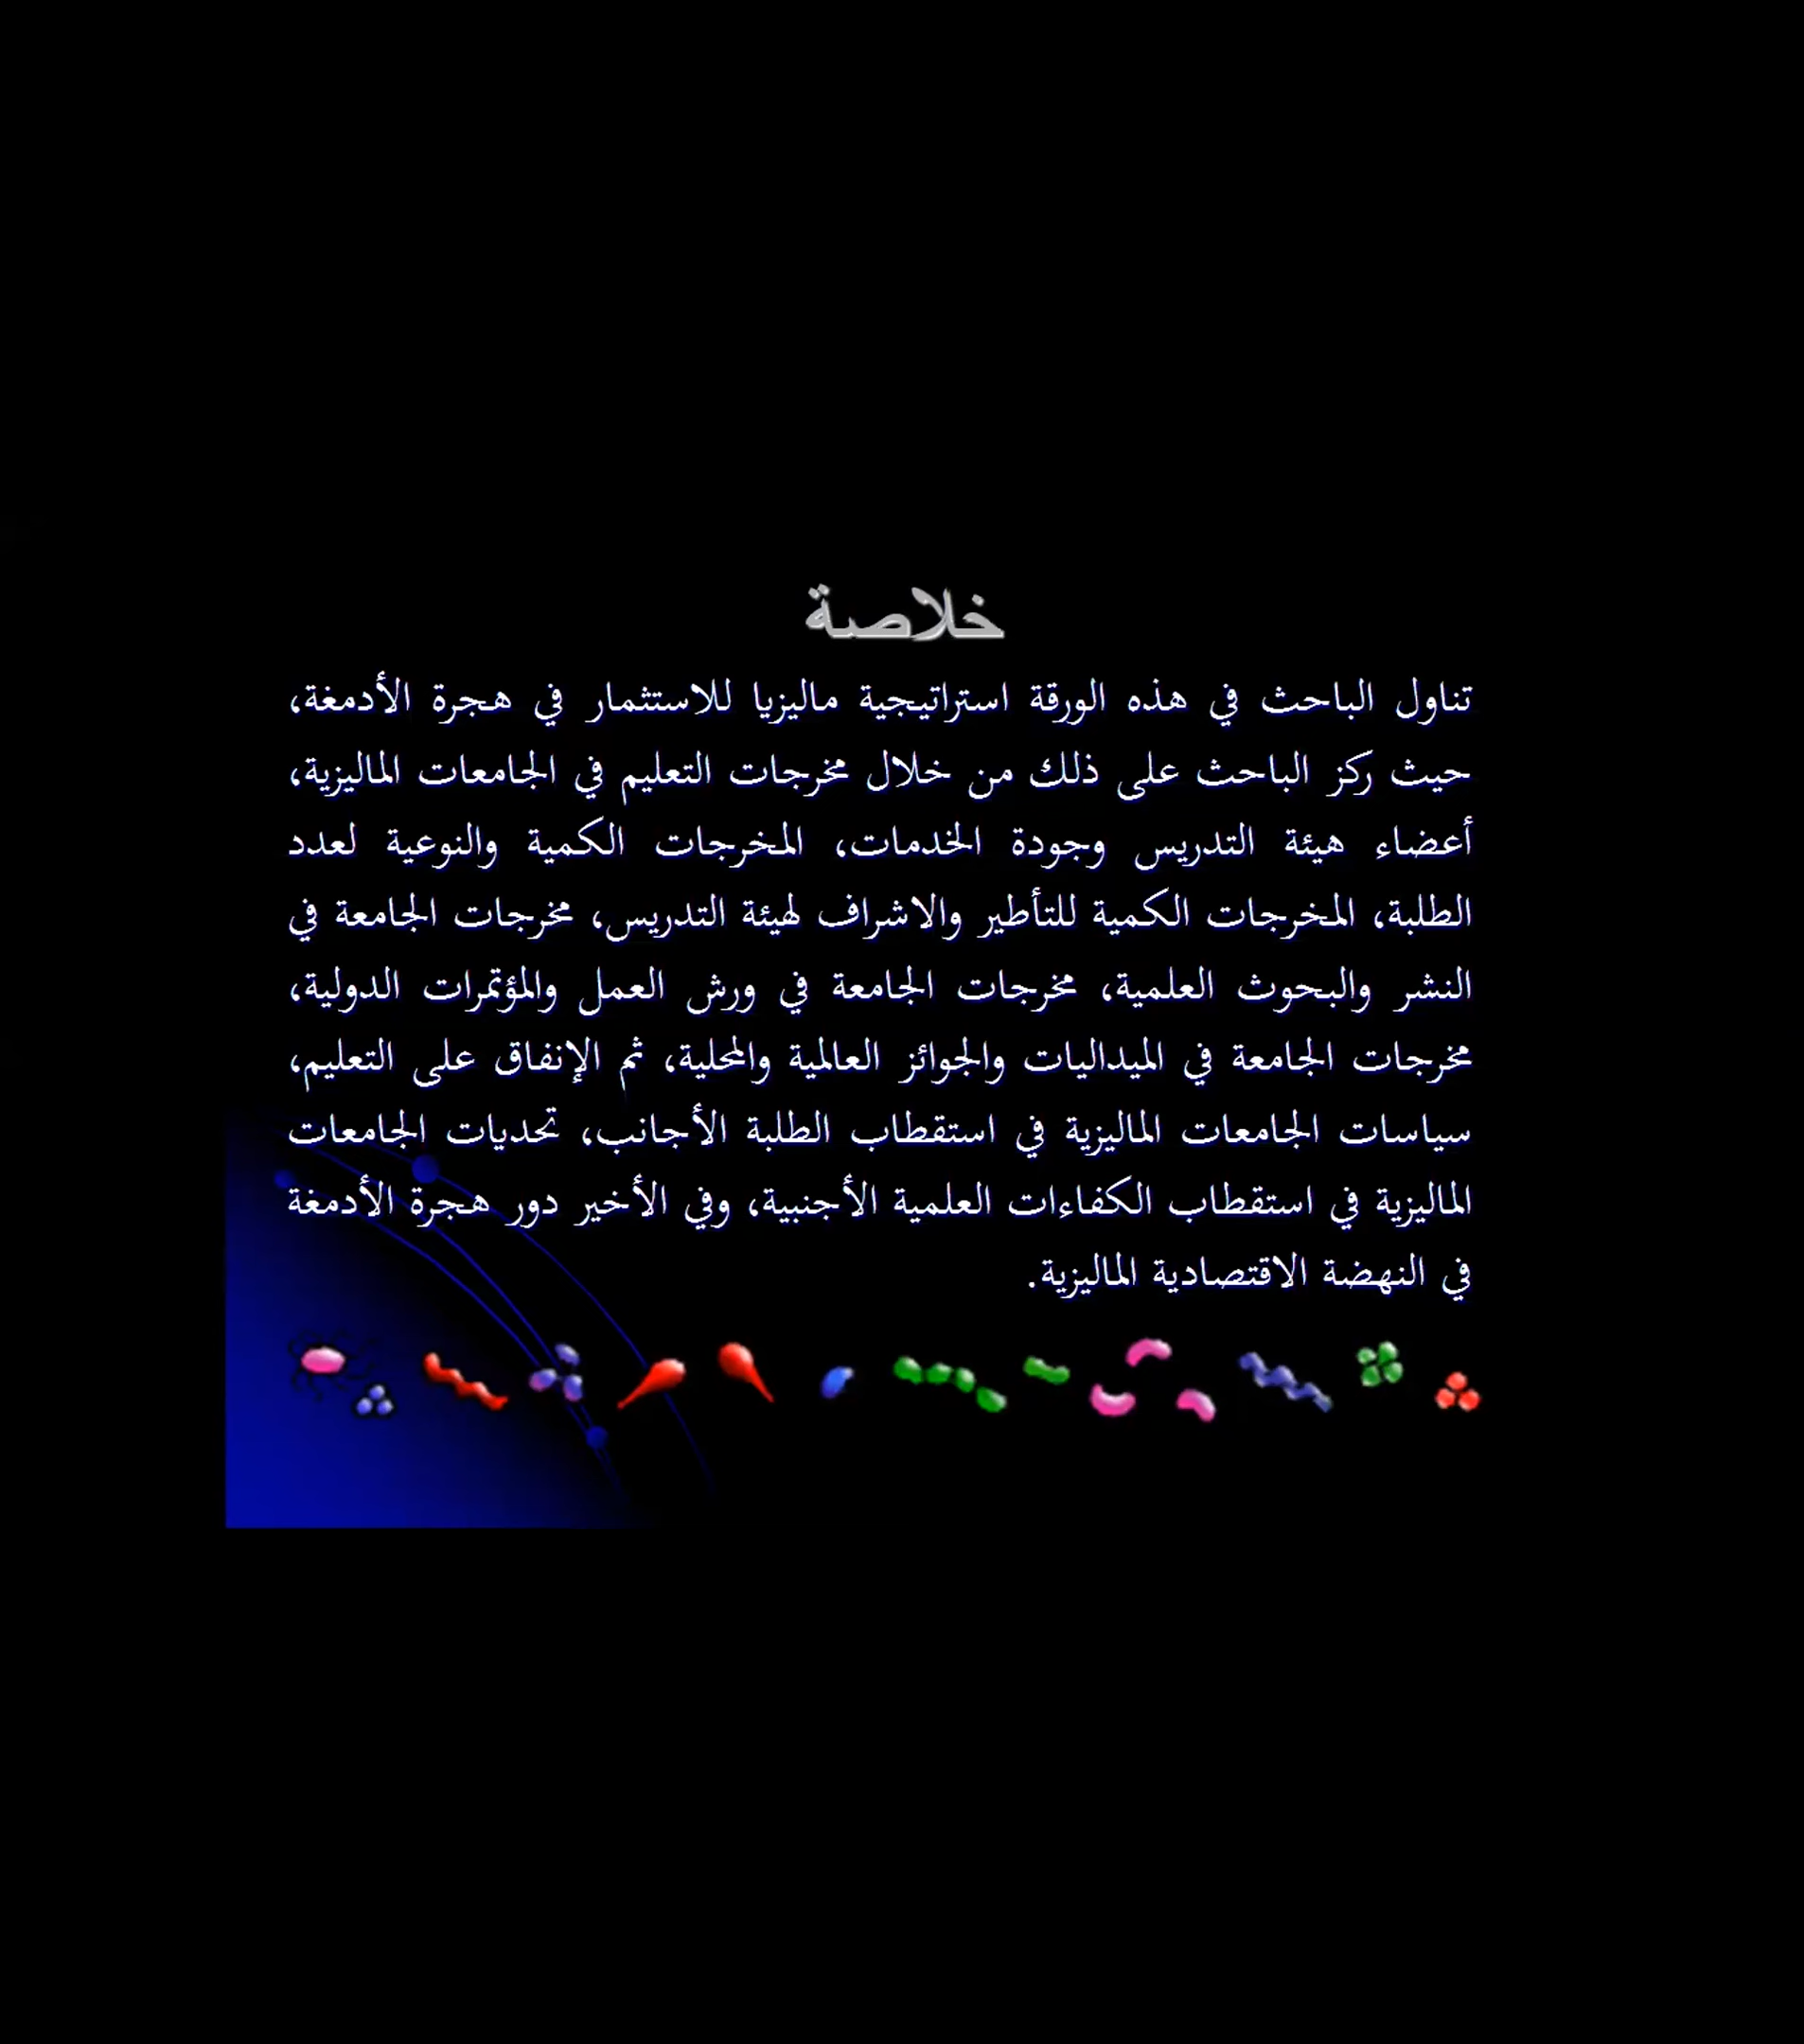 خلاصة
تناول الباحث في هذه الورقة استراتيجية ماليزيا للاستثمار في هجرة الأدمغة،
حيث ركز الباحث على ذلك من خلال مخرجات التعليم في الجامعات الماليزية،
أعضاء هيئة التدريس وجودة الخدمات، المخرجات الكمية والنوعية لعدد
الطلبة، المخرجات الكمية للتأطير والاشراف لهيئة التدريس، مخرجات الجامعة في
النشر والبحوث العلمية، مخرجات الجامعة في ورش العمل والمؤتمرات الدولية،
مخرجات الجامعة في الميداليات والجوائز العالمية والمحلية، ثم الإنفاق على التعليم،
سياسات الجامعات الماليزية في استقطاب الطلبة الأجانب، تحديات الجامعات
الماليزية في استقطاب الكفاءات العلمية الأجنبية، وفي الأخير دور هجرة الأدمغة
في النهضة الاقتصادية الماليزية.